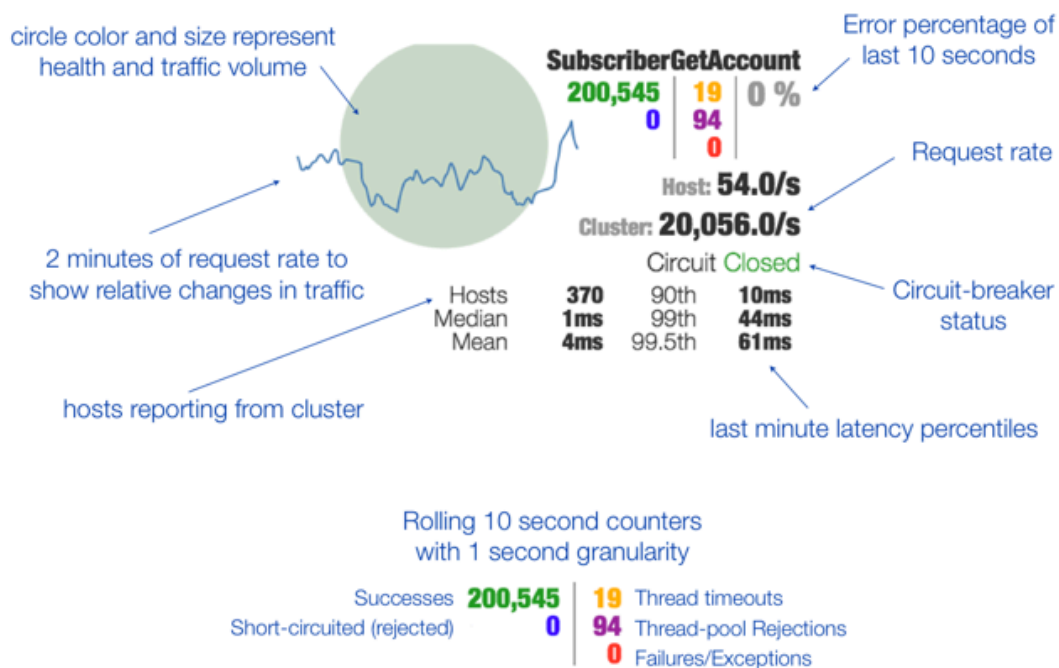 circle color and size represent
health and traffic volume
Error percentage of
last 10 seconds
SubscriberGetAccount
200,545 19 0 %
0 94
0
Request rate
Host: 54.0/s
Cluster: 20,056.0/s
2 minutes of request rate to
show relative changes in traffic
Circuit Closed
Circuit-breaker
status
Hosts 370 90th 10ms
Median 1ms 99th 44ms
Mean 4ms 99.5th 61ms
hosts reporting from cluster
last minute latency percentiles
Rolling 10 second counters
with 1 second granularity
Successes 200,545 19 Thread timeouts
Short-circuited (rejected) 0 94 Thread-pool Rejections
0 Failures/Exceptions